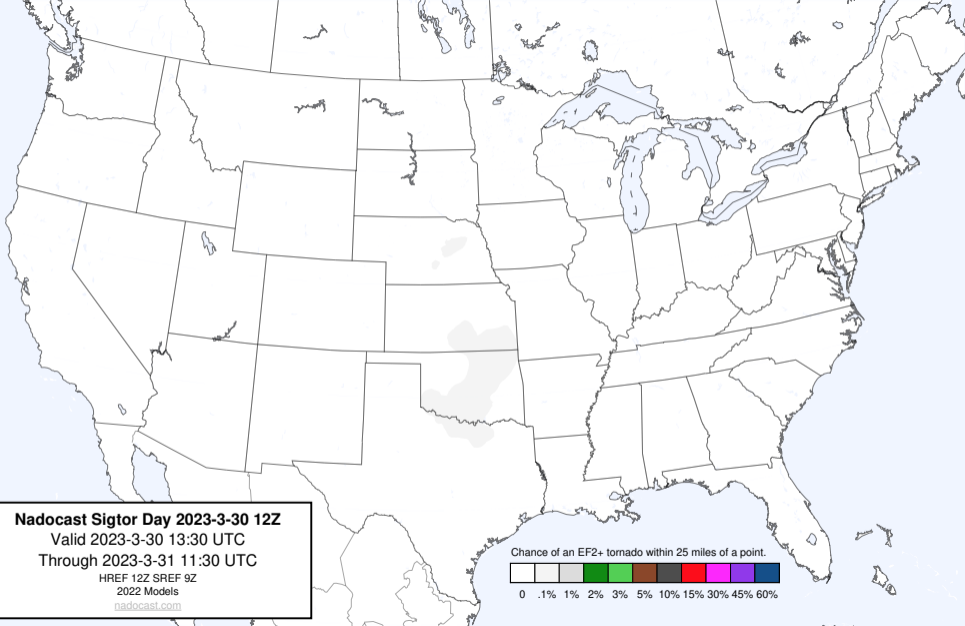 Nadocast Sigtor Day 2023-3-30 12Z
Valid 2023-3-30 13:30 UTC
Through 2023-3-31 11:30 UTC
HREF 12Z SREF 9Z
2022 Models
nadocast.com
Chance of an EF2+ tornado within 25 miles of a point.
0 .1% 1% 2% 3% 5% 10% 15% 30% 45% 60%